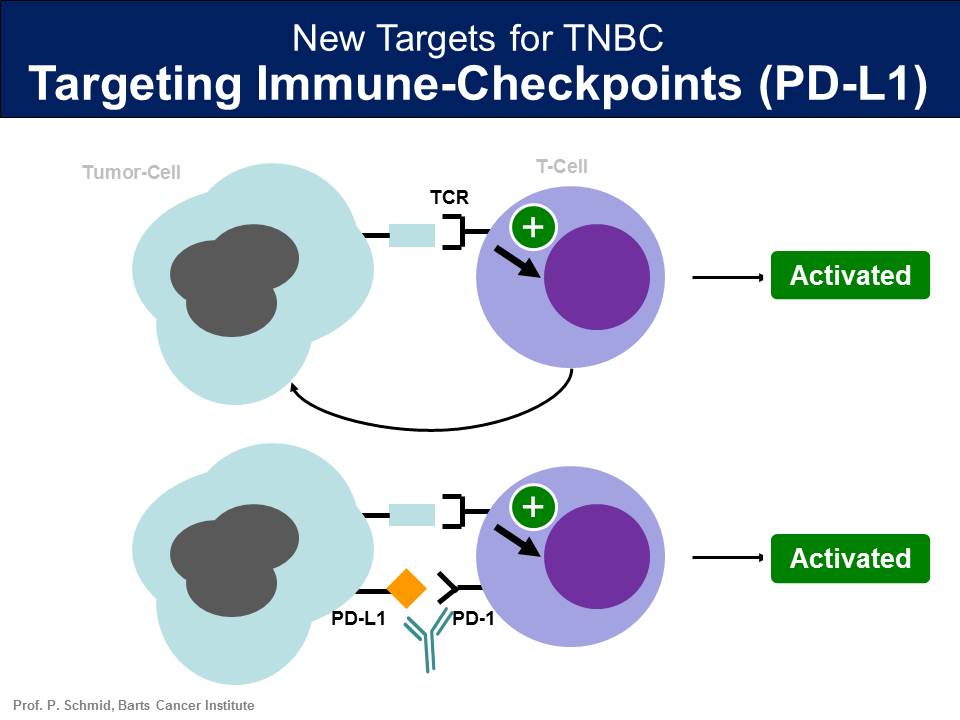 New Targets for TNBC
Targeting Immune-Checkpoints (PD-L1)
Tumor-Cell
T-Cell
TCR
+
Activated
+
Activated
PD-L1
PD-1
Prof. P. Schmid, Barts Cancer Institute